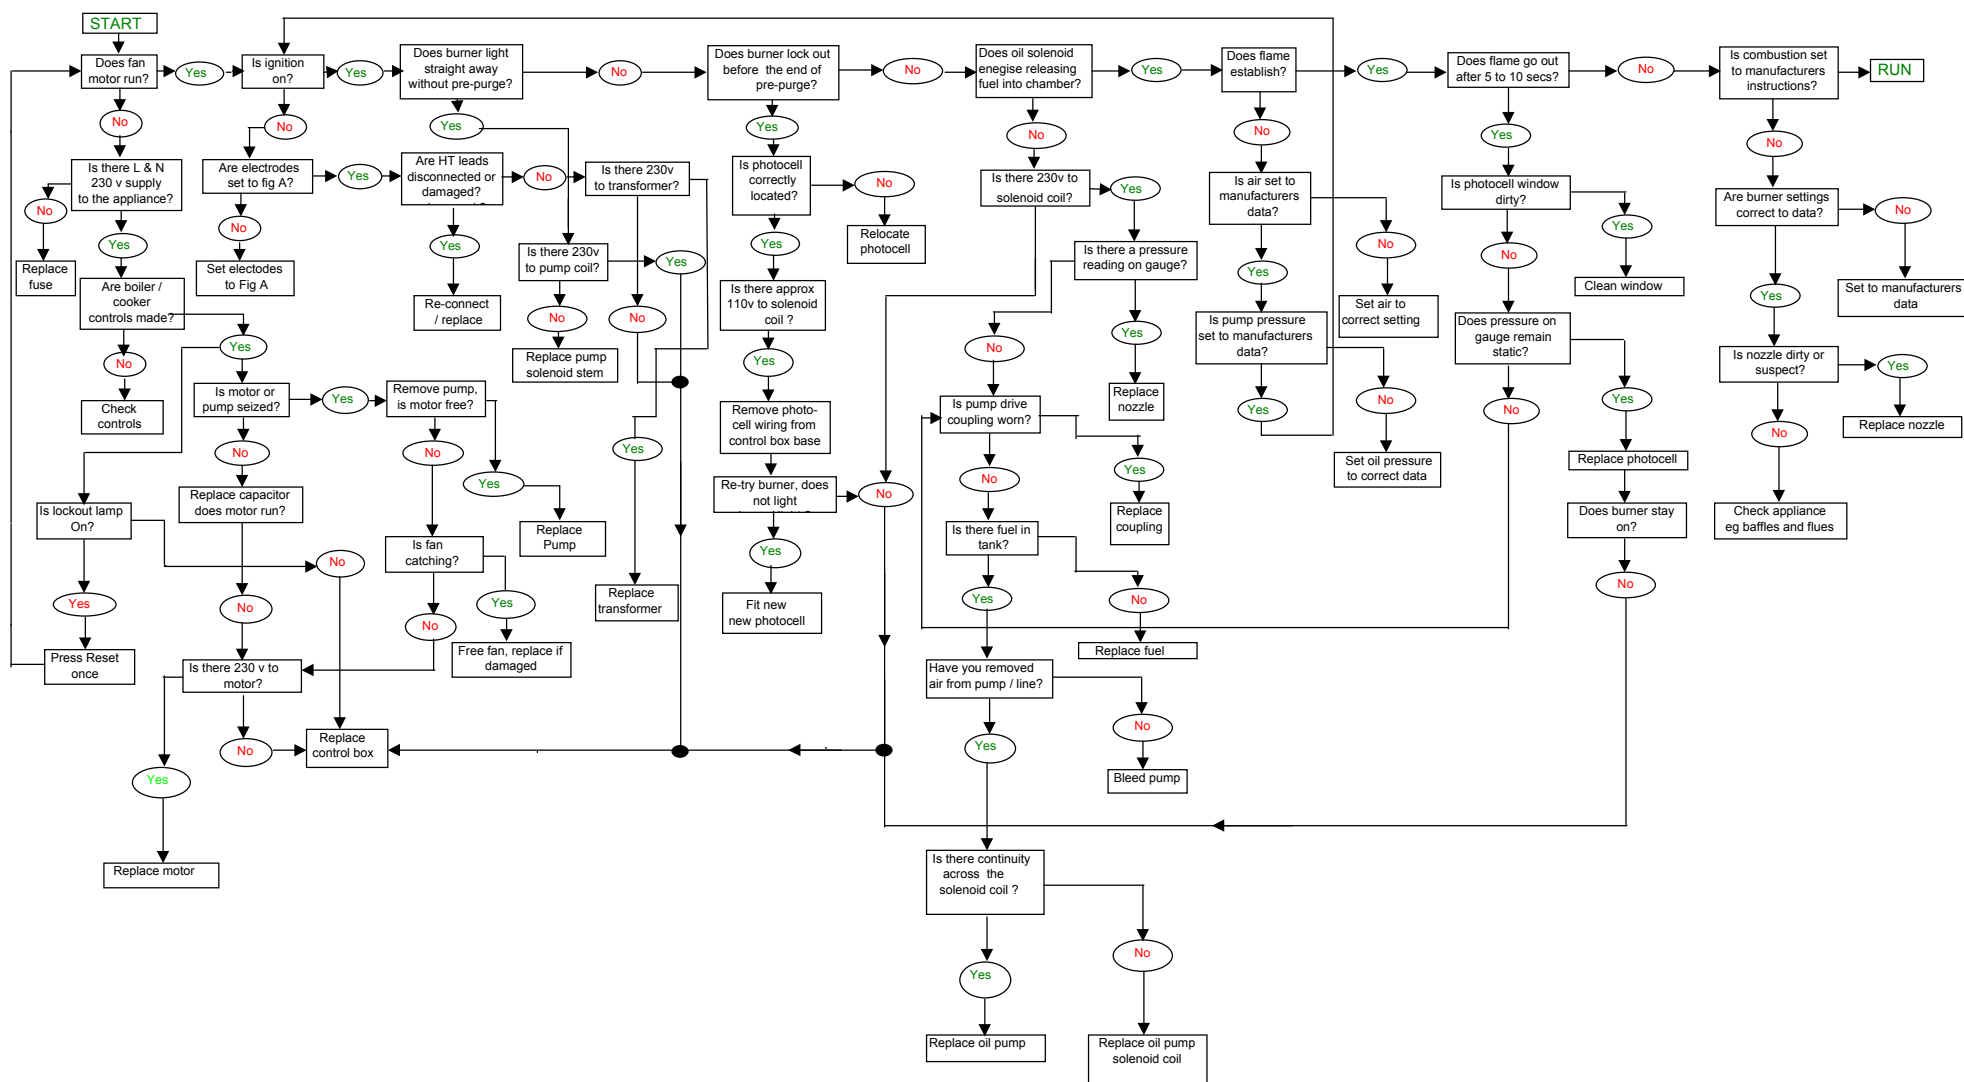 START
Does fan
motor run?
Yes
Is ignition
on?
Yes
Does burner light
straight away
without pre-purge?
No
Does burner lock out
before the end of
pre-purge?
No
Does oil solenoid
enegise releasing
fuel into chamber?
Yes
Does flame
establish?
Yes
Does flame go out
after 5 to 10 secs?
No
Is combustion set
to manufacturers
instructions?
RUN
No
No
Yes
Yes
No
No
Yes
No
Is there L & N
230 v supply
to the appliance?
Are electrodes
set to fig A?
Yes
Are HT leads
disconnected or
damaged?
No
Is there 230v
to transformer?
Is photocell
correctly
located?
No
Relocate
photocell
Is there 230v to
solenoid coil?
Yes
Is air set to
manufacturers
data?
Is photocell window
dirty?
Yes
Are burner settings
correct to data?
No
No
Yes
No
Yes
Yes
No
No
Replace
fuse
Set electodes
to Fig A
Re-connect
/ replace
Is there 230v
to pump coil?
Yes
Is there a pressure
reading on gauge?
Yes
Set air to
correct setting
Clean window
Yes
Set to manufacturers
data
Are boiler /
cooker
controls made?
Yes
No
No
No
Is there approx
110v to solenoid
coil ?
No
Yes
Is pump pressure
set to manufacturers
data?
Does pressure on
gauge remain
static?
Is nozzle dirty or
suspect?
Yes
Replace nozzle
Check
controls
Replace pump
solenoid stem
Yes
Replace
nozzle
Yes
No
No
Yes
No
Is motor or
pump seized?
Yes
Remove pump,
is motor free?
Remove photo-
cell wiring from
control box base
Is pump drive
coupling worn?
No
No
Yes
Yes
No
Yes
Set oil pressure
to correct data
Replace photocell
Check appliance
eg baffles and flues
Is lockout lamp
On?
Replace capacitor
does motor run?
Replace
Pump
Re-try burner, does
not light
No
Replace
coupling
Does burner stay
on?
No
Is fan
catching?
Yes
Is there fuel in
tank?
No
Yes
No
Yes
No
Replace
transformer
Fit new
new photocell
Yes
No
Replace fuel
Press Reset
once
Is there 230 v to
motor?
Free fan, replace if
damaged
Have you removed
air from pump / line?
No
Replace
control box
Yes
No
Bleed pump
Yes
Replace motor
Is there continuity
across the
solenoid coil ?
Yes
No
Replace oil pump
Replace oil pump
solenoid coil